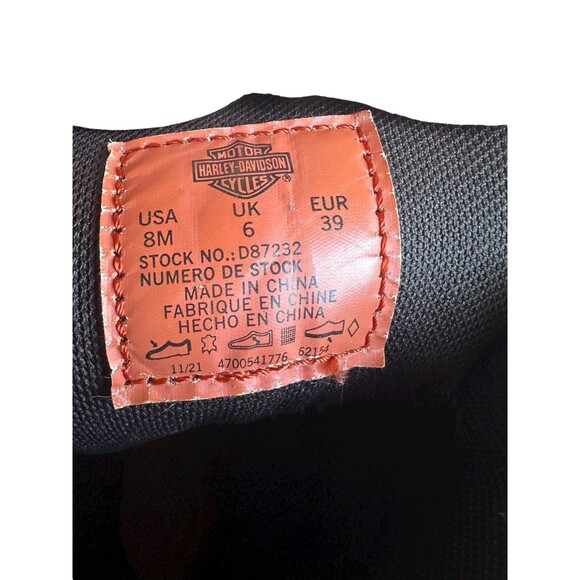 MOTOR
HARLEY-DAVIDSON
CYCLES®
USA UK EUR
8M 6 39
STOCK NO.:D87232
NUMERO DE STOCK
MADE IN CHINA
FABRIQUE EN CHINE
HECHO EN CHINA
11/21 4700541776